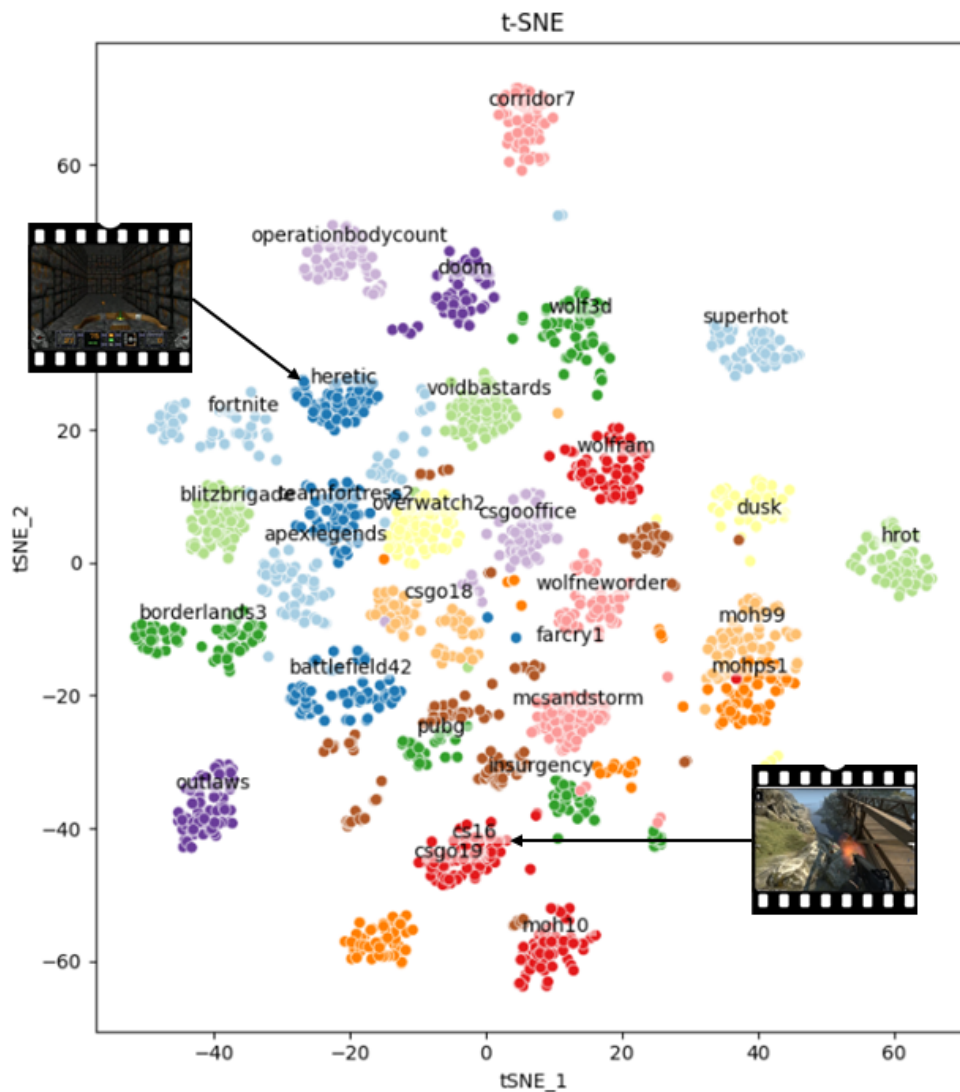 t-SNE
corridor7
60
operationbodycount
doom
wolf3d
superhot
heretic
voidbastards
fortnite
20
wolfram
blitzbrigade
teamfortress2
overwatch2
csgooffice
dusk
apexlegends
hrot
tSNE_2
0
wolfneworder
csgo18
borderlands3
moh99
farcry1
battlefield42
mohps1
−20
mcsandstorm
pubg
insurgency
outlaws
cs16
−40
csgo19
moh10
−60
−40
−20
0
20
40
60
tSNE_1